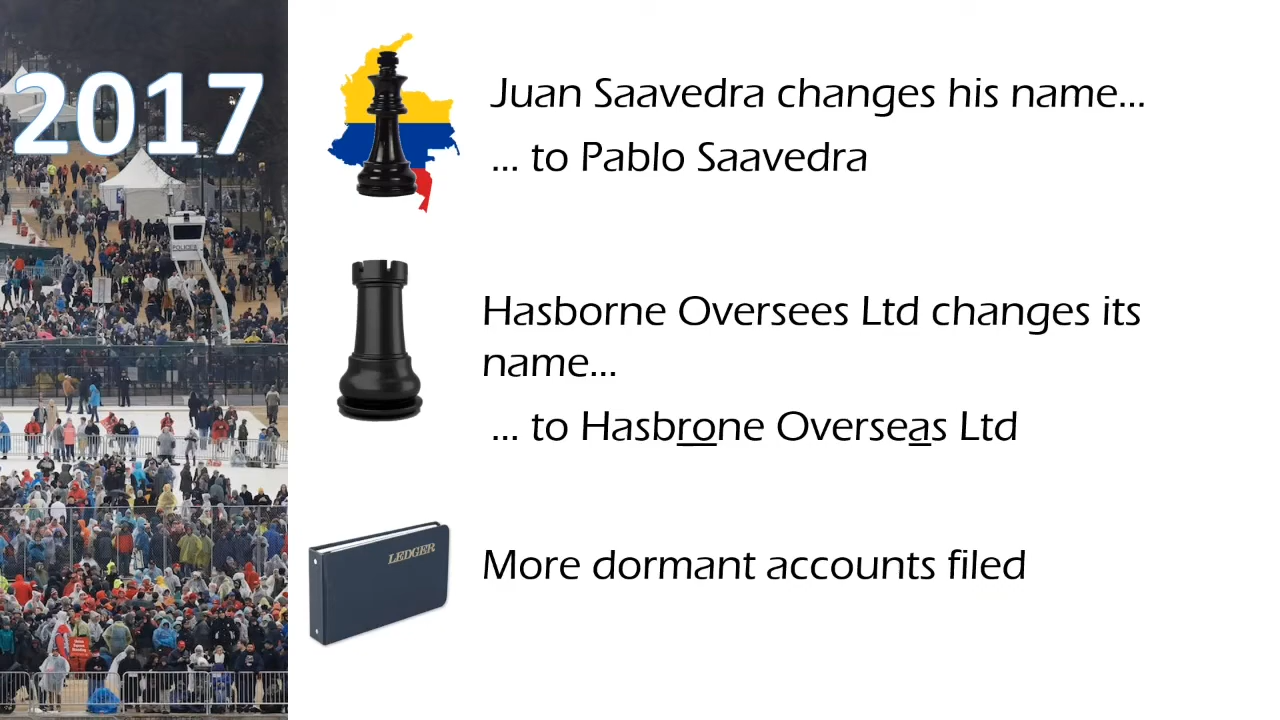 2017
Juan Saavedra changes his name...
... to Pablo Saavedra
Hasborne Oversees Ltd changes its
name...
... to Hasbrone Overseas Ltd
LEDGER
More dormant accounts filed
POLICE